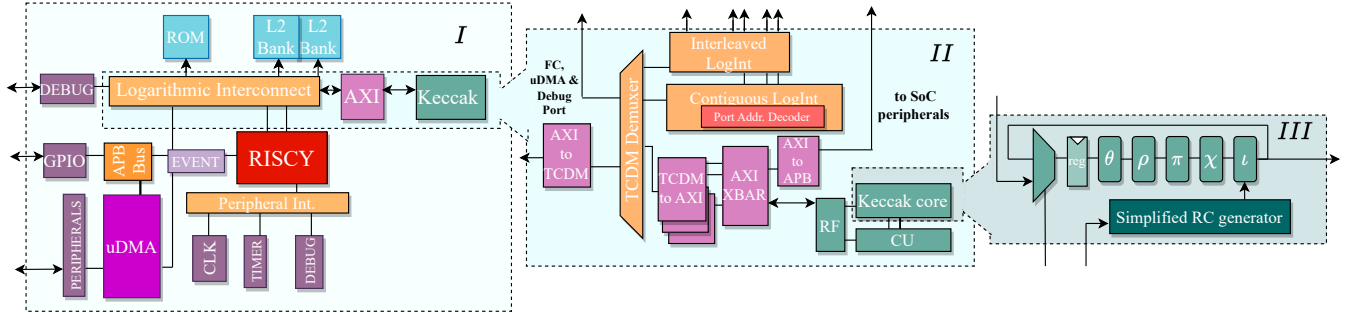 I
ROM
L2
Bank
L2
Bank
DEBUG
Logarithmic Interconnect
AXI
Keccak
GPIO
APB
Bus
EVENT
RISCY
Peripheral Int.
PERIPHERALS
uDMA
CLK
TIMER
DEBUG
II
FC,
uDMA &
Debug
Port
Interleaved
LogInt
Contiguous LogInt
Port Addr. Decoder
to SoC
peripherals
TCDM Demuxer
AXI
to
TCDM
TCDM
to AXI
AXI
XBAR
AXI
to
APB
RF
Keccak core
CU
III
reg
θ
ρ
π
χ
ι
Simplified RC generator